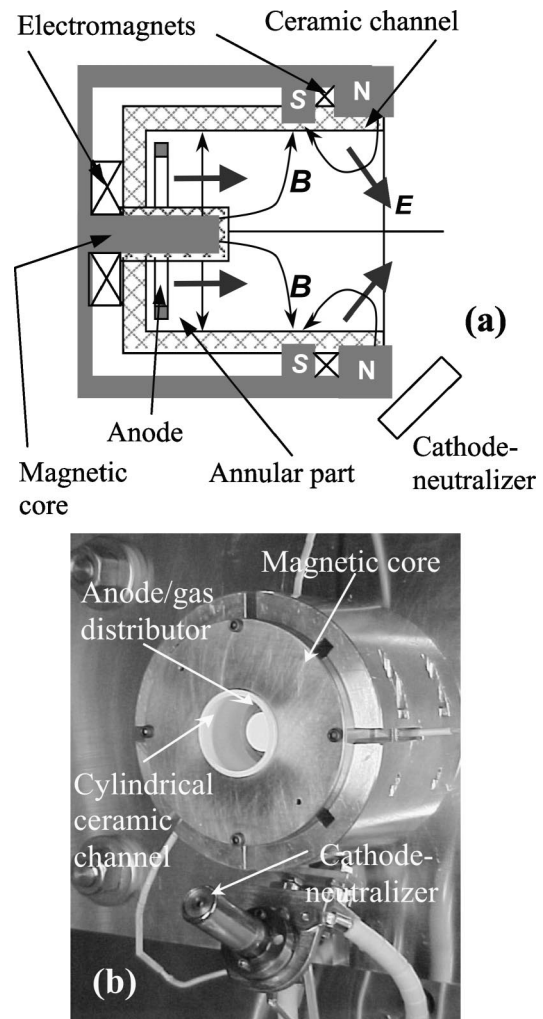 Electromagnets
Ceramic channel
S
N
B
E
B
(a)
S
N
Anode
Magnetic
core
Annular part
Cathode-
neutralizer
Magnetic core
Anode/gas
distributor
Cylindrical
ceramic
channel
Cathode-
neutralizer
(b)